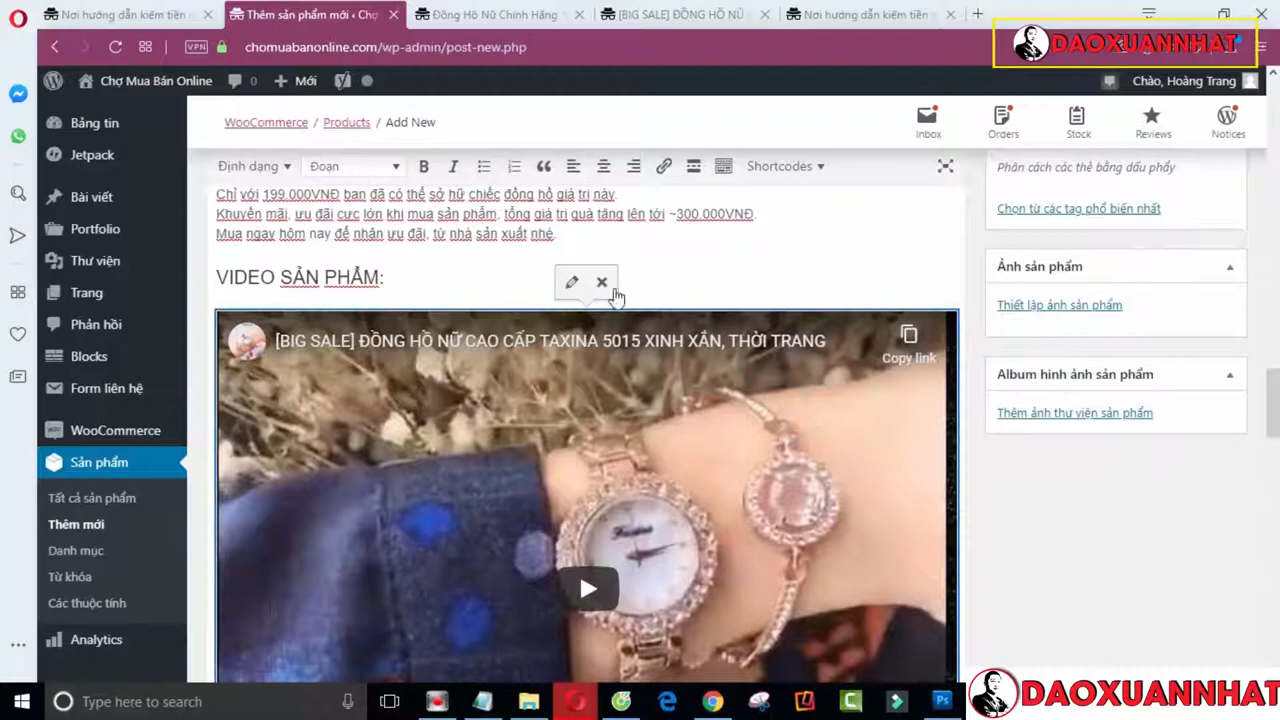 Nơi hướng dẫn kiếm tiền
Thêm sản phẩm mới ‹ Chợ
Đồng Hồ Nữ Chính Hãng
[BIG SALE] ĐỒNG HỒ NỮ
Nơi hướng dẫn kiếm tiền
VPN
chomuabanonline.com/wp-admin/post-new.php
DAOXUANNHAT
Chợ Mua Bán Online
0
Mới
Chào, Hoàng Trang
Bảng tin
Jetpack
Bài viết
Portfolio
Thư viện
Trang
Phản hồi
Blocks
Form liên hệ
WooCommerce
Sản phẩm
Tất cả sản phẩm
Thêm mới
Danh mục
Từ khóa
Các thuộc tính
Analytics
WooCommerce / Products / Add New
Inbox
Orders
Stock
Reviews
Notices
Định dạng
Đoạn
B
I
Shortcodes
Chỉ với 199.000VNĐ bạn đã có thể sở hữ chiếc đồng hồ giá trị này.
Khuyến mãi, ưu đãi cực lớn khi mua sản phẩm, tổng giá trị quà tặng lên tới ~300.000VNĐ.
Mua ngay hôm nay để nhận ưu đãi, từ nhà sản xuất nhé.
VIDEO SẢN PHẨM:
[BIG SALE] ĐỒNG HỒ NỮ CAO CẤP TAXINA 5015 XINH XẮN, THỜI TRANG
Copy link
Phân cách các thẻ bằng dấu phẩy
Chọn từ các tag phổ biến nhất
Ảnh sản phẩm
Thiết lập ảnh sản phẩm
Album hình ảnh sản phẩm
Thêm ảnh thư viện sản phẩm
Type here to search
Ps
DAOXUANNHAT